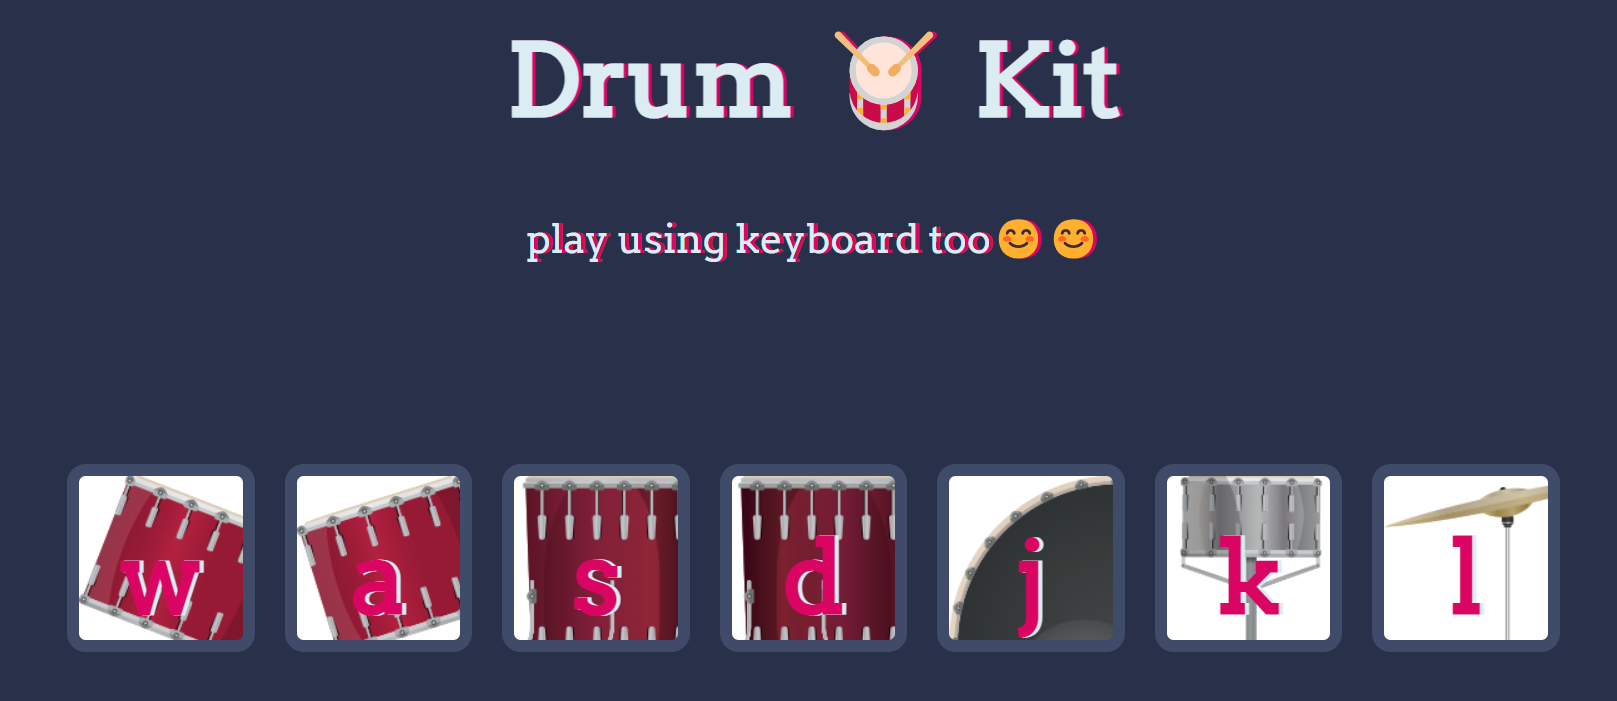 Drum 🥁 Kit
play using keyboard too😊 😊
w a s d j k l